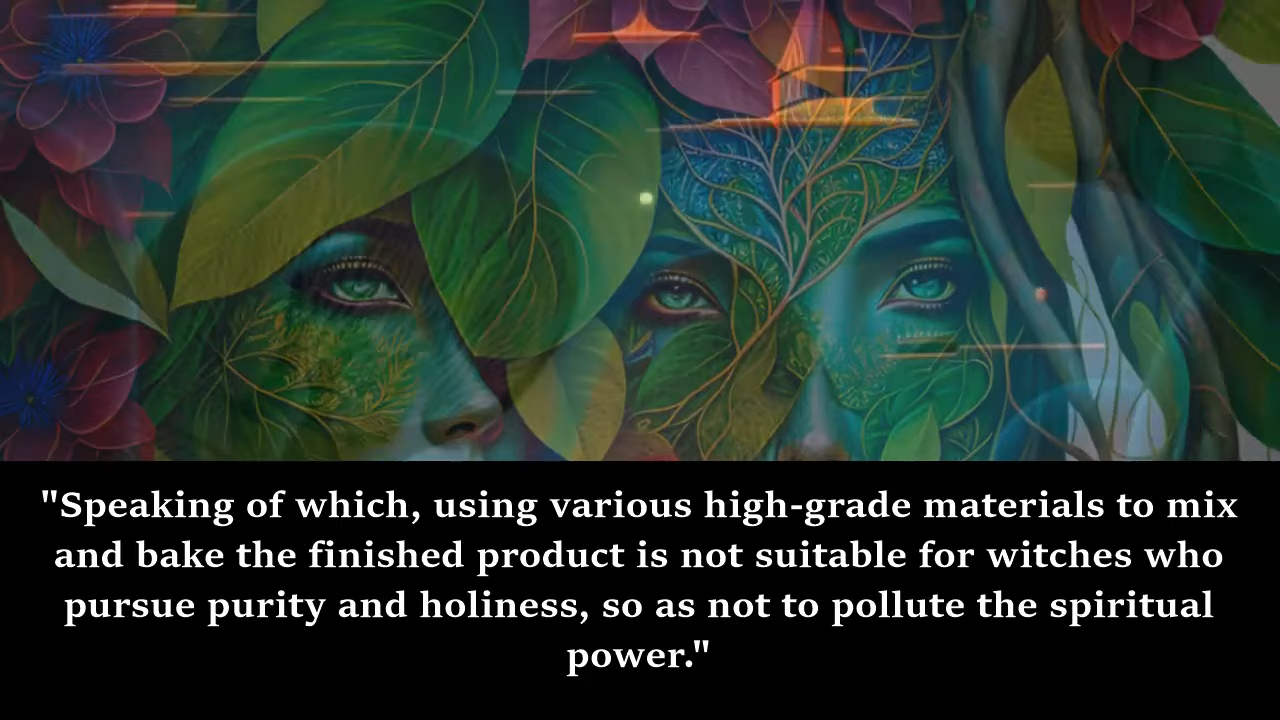 "Speaking of which, using various high-grade materials to mix
and bake the finished product is not suitable for witches who
pursue purity and holiness, so as not to pollute the spiritual
power."